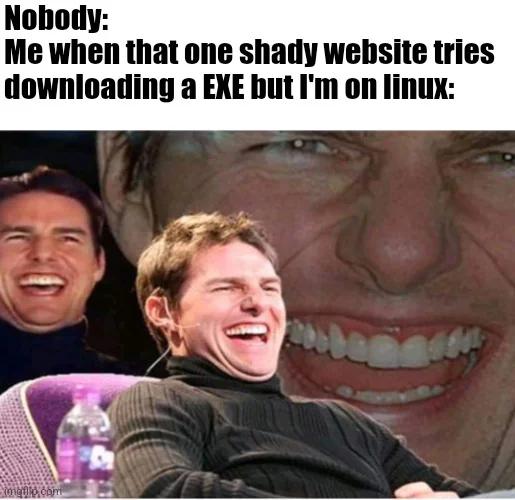 Nobody:
Me when that one shady website tries
downloading a EXE but I'm on linux:
imgflip.com